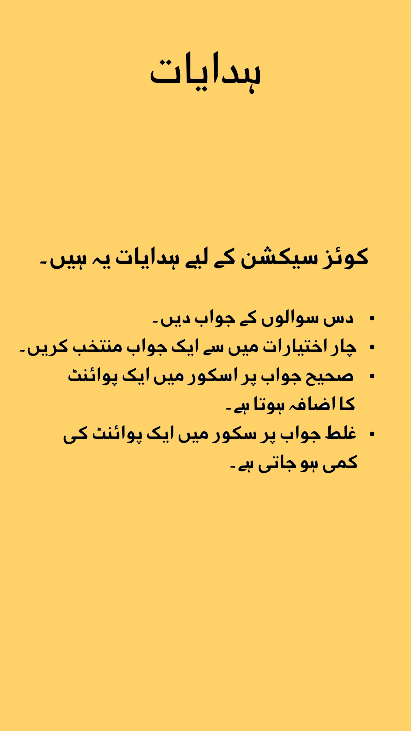 ہدایات
کوئز سیکشن کے لیے ہدایات یہ ہیں۔
▪ دس سوالوں کے جواب دیں۔
▪ چار اختیارات میں سے ایک جواب منتخب کریں۔
▪ صحیح جواب پر اسکور میں ایک پوائنٹ
کا اضافہ ہوتا ہے۔
▪ غلط جواب پر سکور میں ایک پوائنٹ کی
کمی ہو جاتی ہے۔